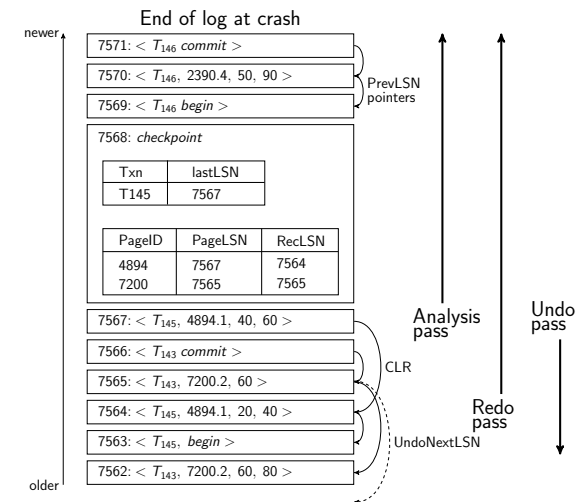 End of log at crash
newer
7571: < T146 commit >
7570: < T146, 2390.4, 50, 90 >
PrevLSN
pointers
7569: < T146 begin >
7568: checkpoint
Txn lastLSN
T145 7567
PageID PageLSN RecLSN
4894 7567 7564
7200 7565 7565
7567: < T145, 4894.1, 40, 60 >
Analysis
pass
Undo
pass
7566: < T143 commit >
CLR
7565: < T143, 7200.2, 60 >
7564: < T145, 4894.1, 20, 40 >
Redo
pass
7563: < T145, begin >
UndoNextLSN
7562: < T143, 7200.2, 60, 80 >
older